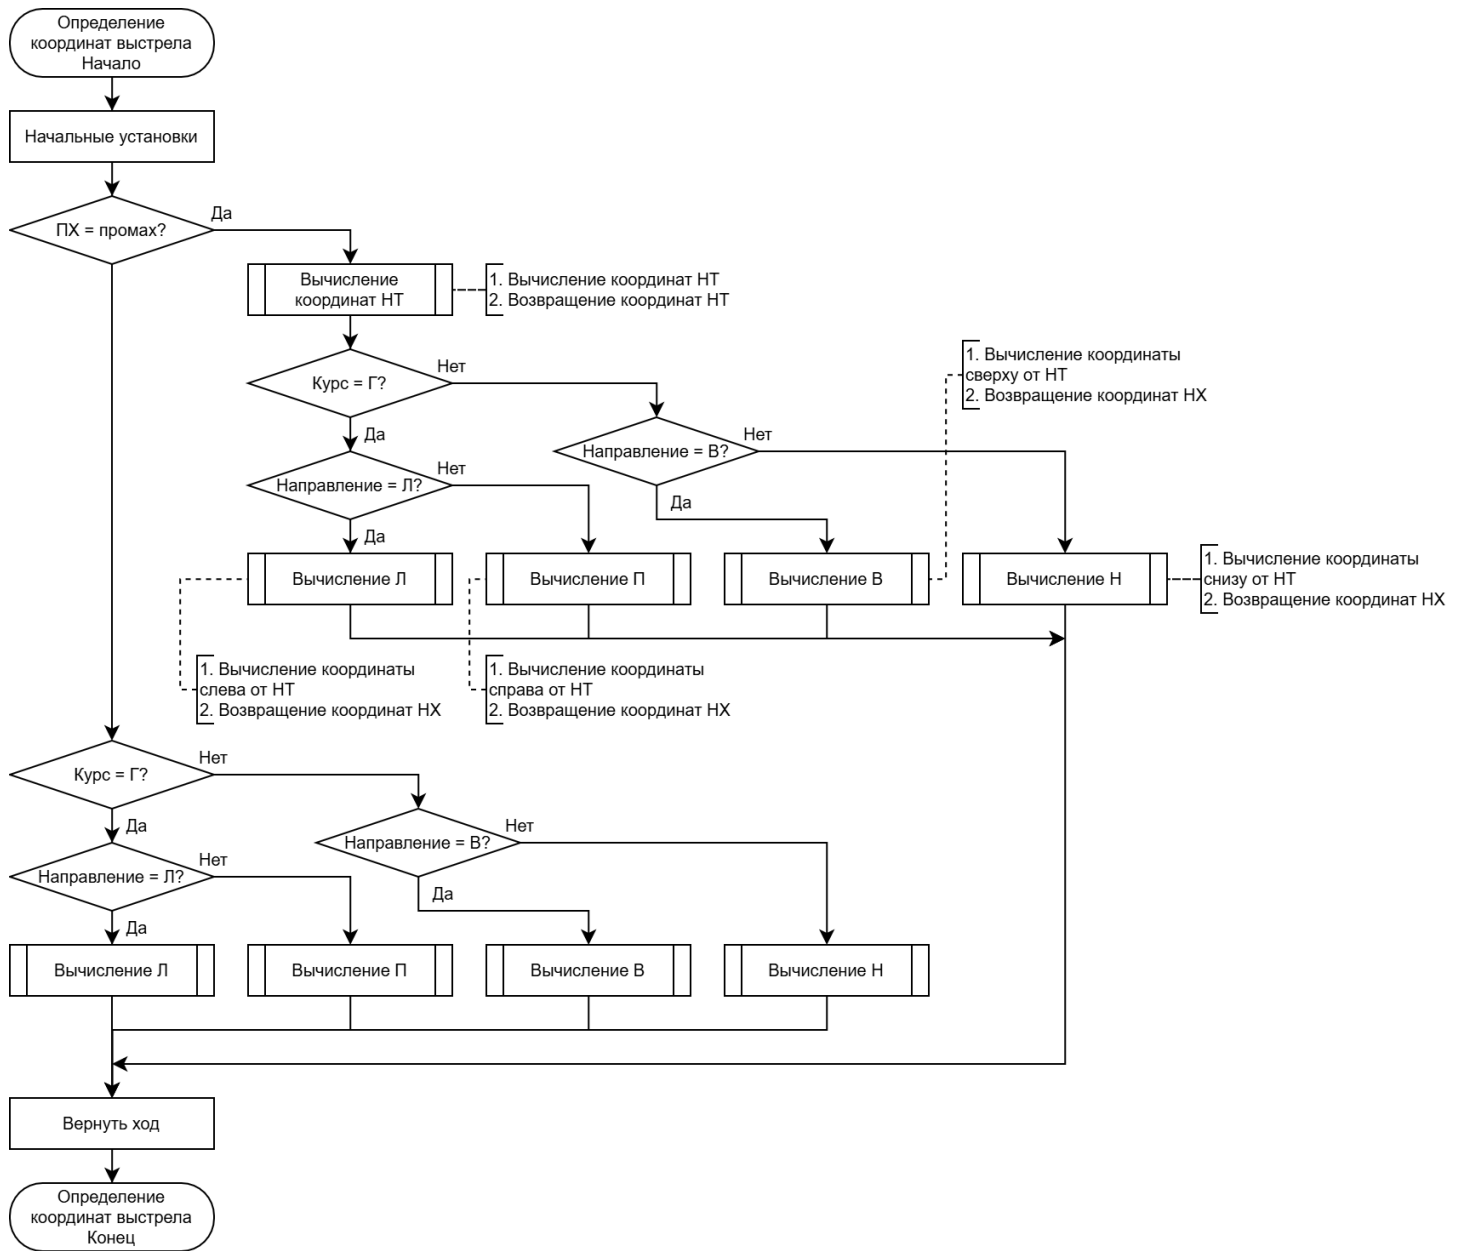 Определение
координат выстрела
Начало
Начальные установки
ПХ = промах?
Да
Вычисление
координат НТ
1. Вычисление координат НТ
2. Возвращение координат НТ
Курс = Г?
Нет
Да
1. Вычисление координаты
сверху от НТ
2. Возвращение координат НХ
Направление = В?
Нет
Да
Направление = Л?
Нет
Да
Вычисление Л
Вычисление П
Вычисление В
Вычисление Н
1. Вычисление координаты
снизу от НТ
2. Возвращение координат НХ
1. Вычисление координаты
слева от НТ
2. Возвращение координат НХ
1. Вычисление координаты
справа от НТ
2. Возвращение координат НХ
Курс = Г?
Нет
Да
Направление = В?
Нет
Да
Направление = Л?
Нет
Да
Вычисление Л
Вычисление П
Вычисление В
Вычисление Н
Вернуть ход
Определение
координат выстрела
Конец